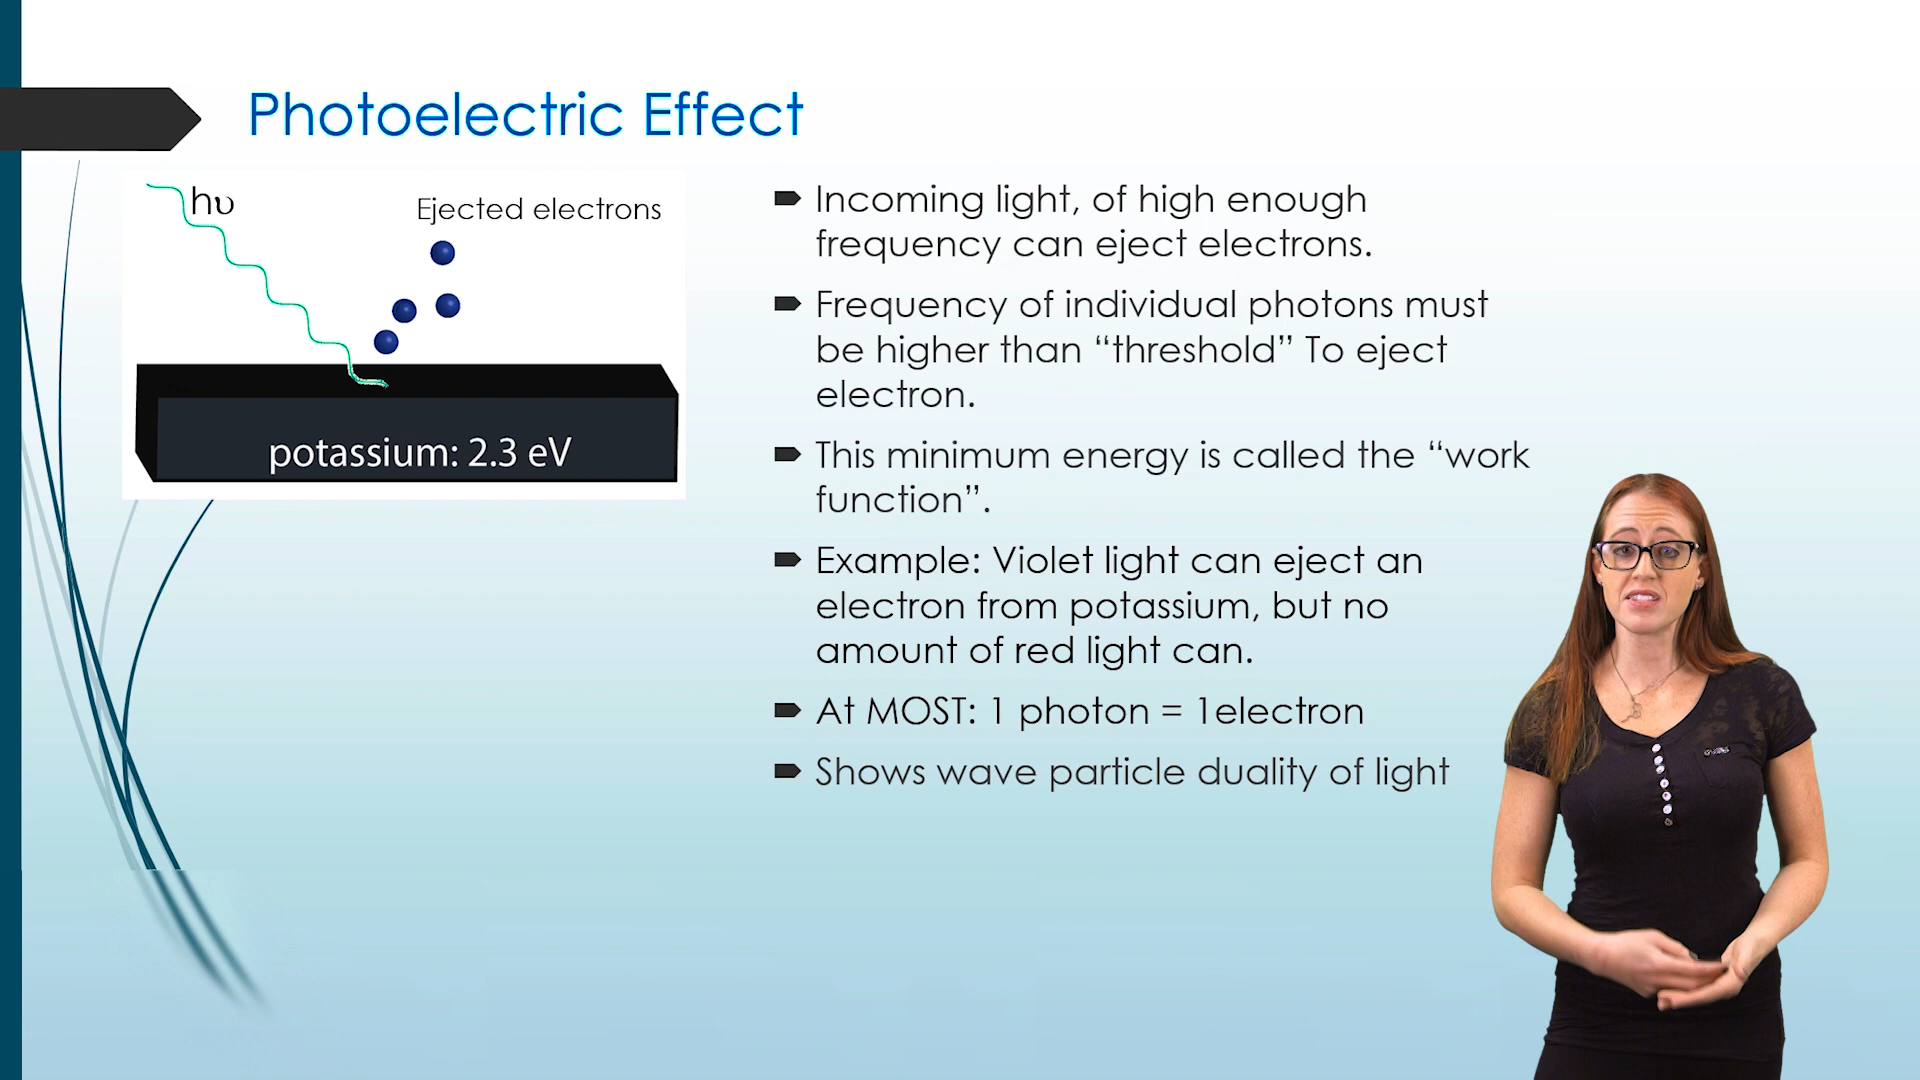 Photoelectric Effect
hυ
Ejected electrons
potassium: 2.3 eV
Incoming light, of high enough
frequency can eject electrons.
Frequency of individual photons must
be higher than “threshold” To eject
electron.
This minimum energy is called the “work
function”.
Example: Violet light can eject an
electron from potassium, but no
amount of red light can.
At MOST: 1 photon = 1electron
Shows wave particle duality of light